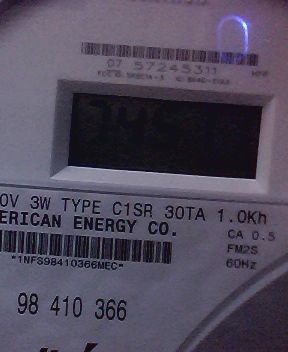 07 57245311
0V 3W TYPE C1SR 30TA 1.0Kh
ERICAN ENERGY CO.
CA 0.5
FM2S
"1NFS98410366MEC"
60Hz
98 410 366